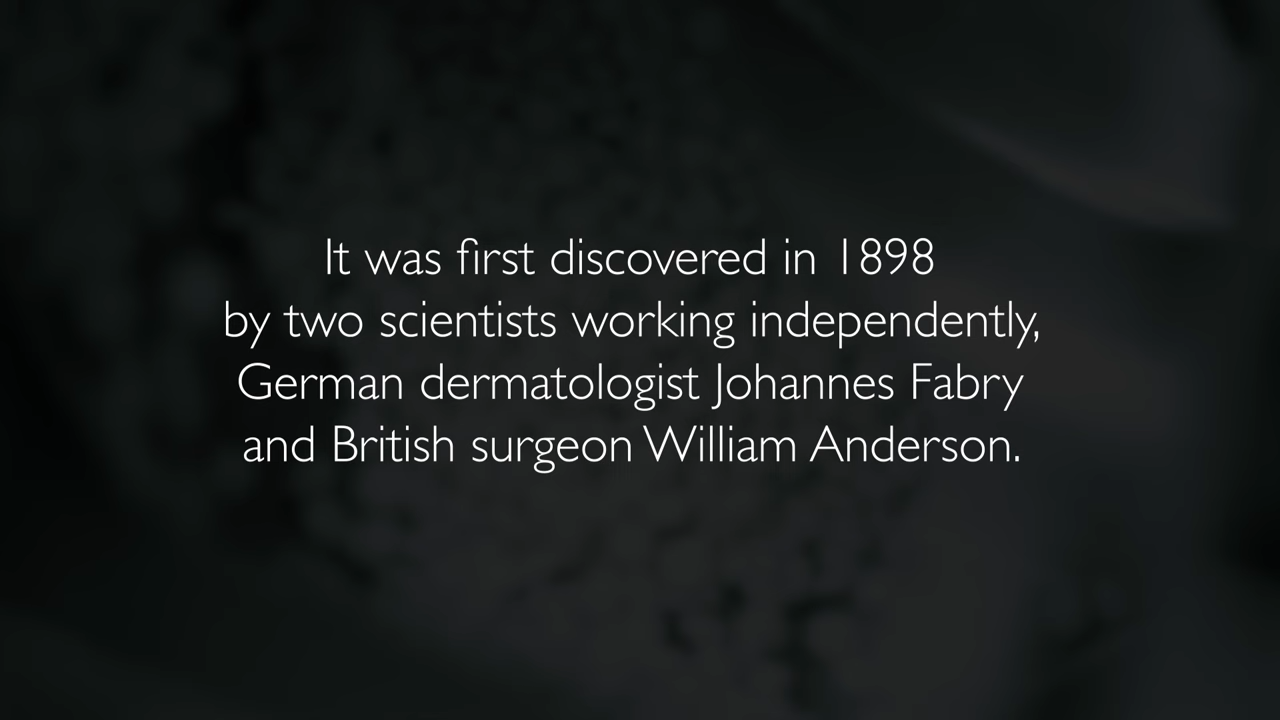 It was first discovered in 1898
by two scientists working independently,
German dermatologist Johannes Fabry
and British surgeon William Anderson.